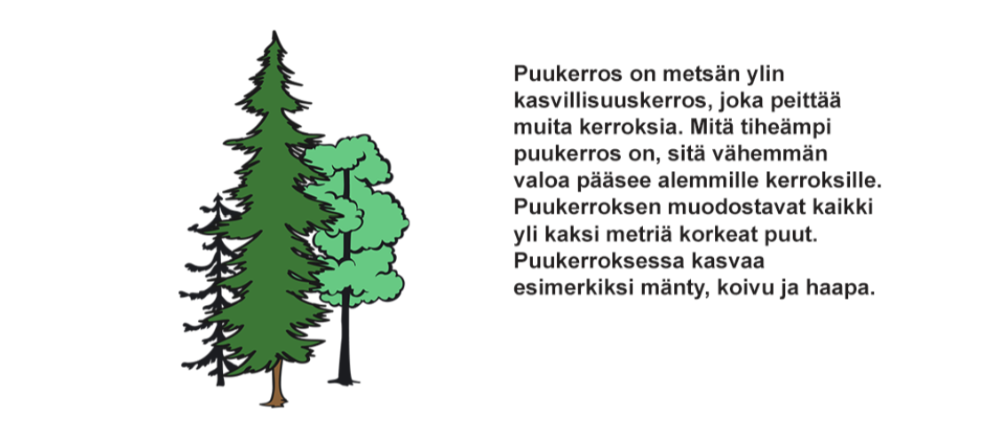 Puukerros on metsän ylin
kasvillisuuskerros, joka peittää
muita kerroksia. Mitä tiheämpi
puukerros on, sitä vähemmän
valoa pääsee alemmille kerroksille.
Puukerroksen muodostavat kaikki
yli kaksi metriä korkeat puut.
Puukerroksessa kasvaa
esimerkiksi mänty, koivu ja haapa.